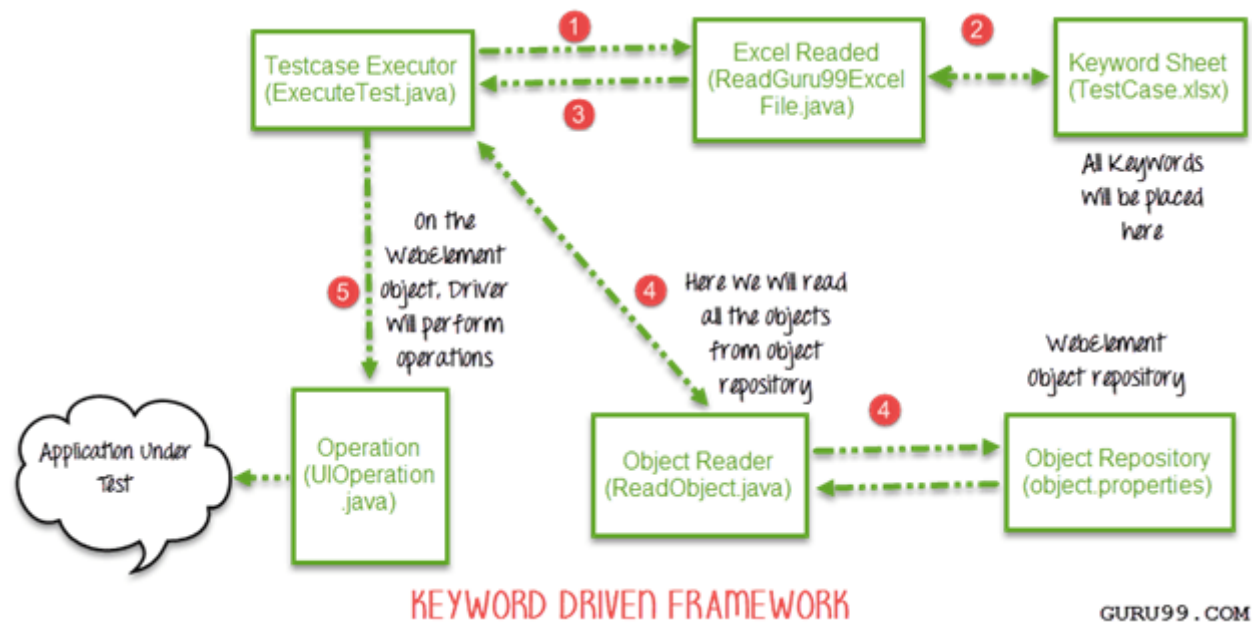 1
Testcase Executor
(ExecuteTest.java)
Excel Readed
(ReadGuru99Excel
File.java)
2
Keyword Sheet
(TestCase.xlsx)
3
All Keywords
Will be placed
here
On the
WebElement
object, Driver
will perform
operations
5
4
Here we will read
all the objects
from object
repository
WebElement
Object repository
4
Application Under
Test
Operation
(UIOperation
.java)
Object Reader
(ReadObject.java)
Object Repository
(object.properties)
KEYWORD DRIVEN FRAMEWORK
GURU99.COM